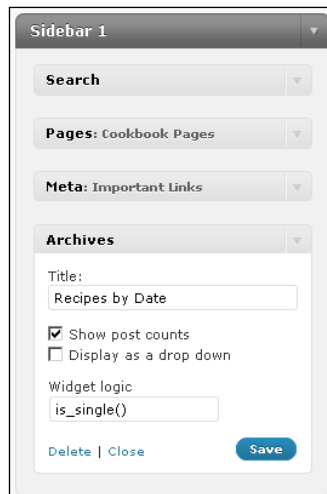 Sidebar 1
Search
Pages: Cookbook Pages
Meta: Important Links
Archives
Title:
Recipes by Date
Show post counts
Display as a drop down
Widget logic
is_single()
Delete | Close Save